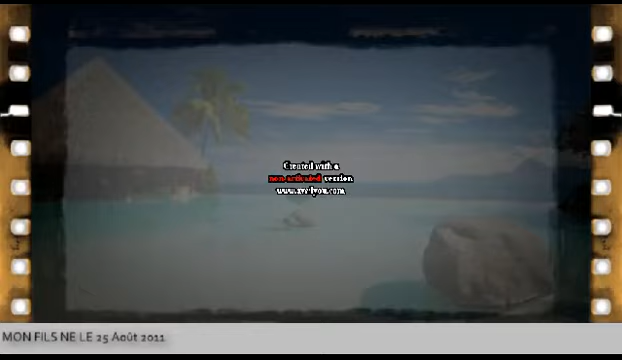 Created with a
non-activated version
www.avs4you.com
MON FILS NE LE 25 Août 2011